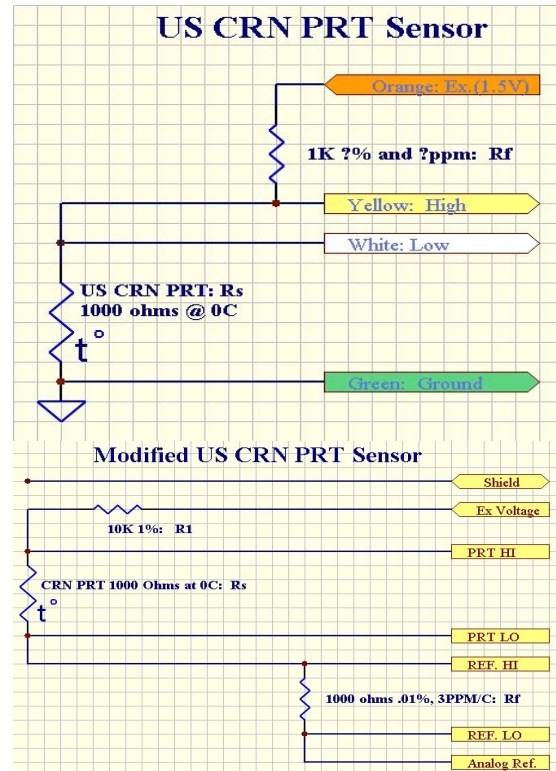 US CRN PRT Sensor
Orange: Ex.(1.5V)
1K ?% and ?ppm: Rf
Yellow: High
White: Low
US CRN PRT: Rs
1000 ohms @ 0C
t°
Green: Ground
Modified US CRN PRT Sensor
Shield
Ex Voltage
10K 1%: R1
PRT HI
CRN PRT 1000 Ohms at 0C: Rs
t°
PRT LO
REF. HI
1000 ohms .01%, 3PPM/C: Rf
REF. LO
Analog Ref.